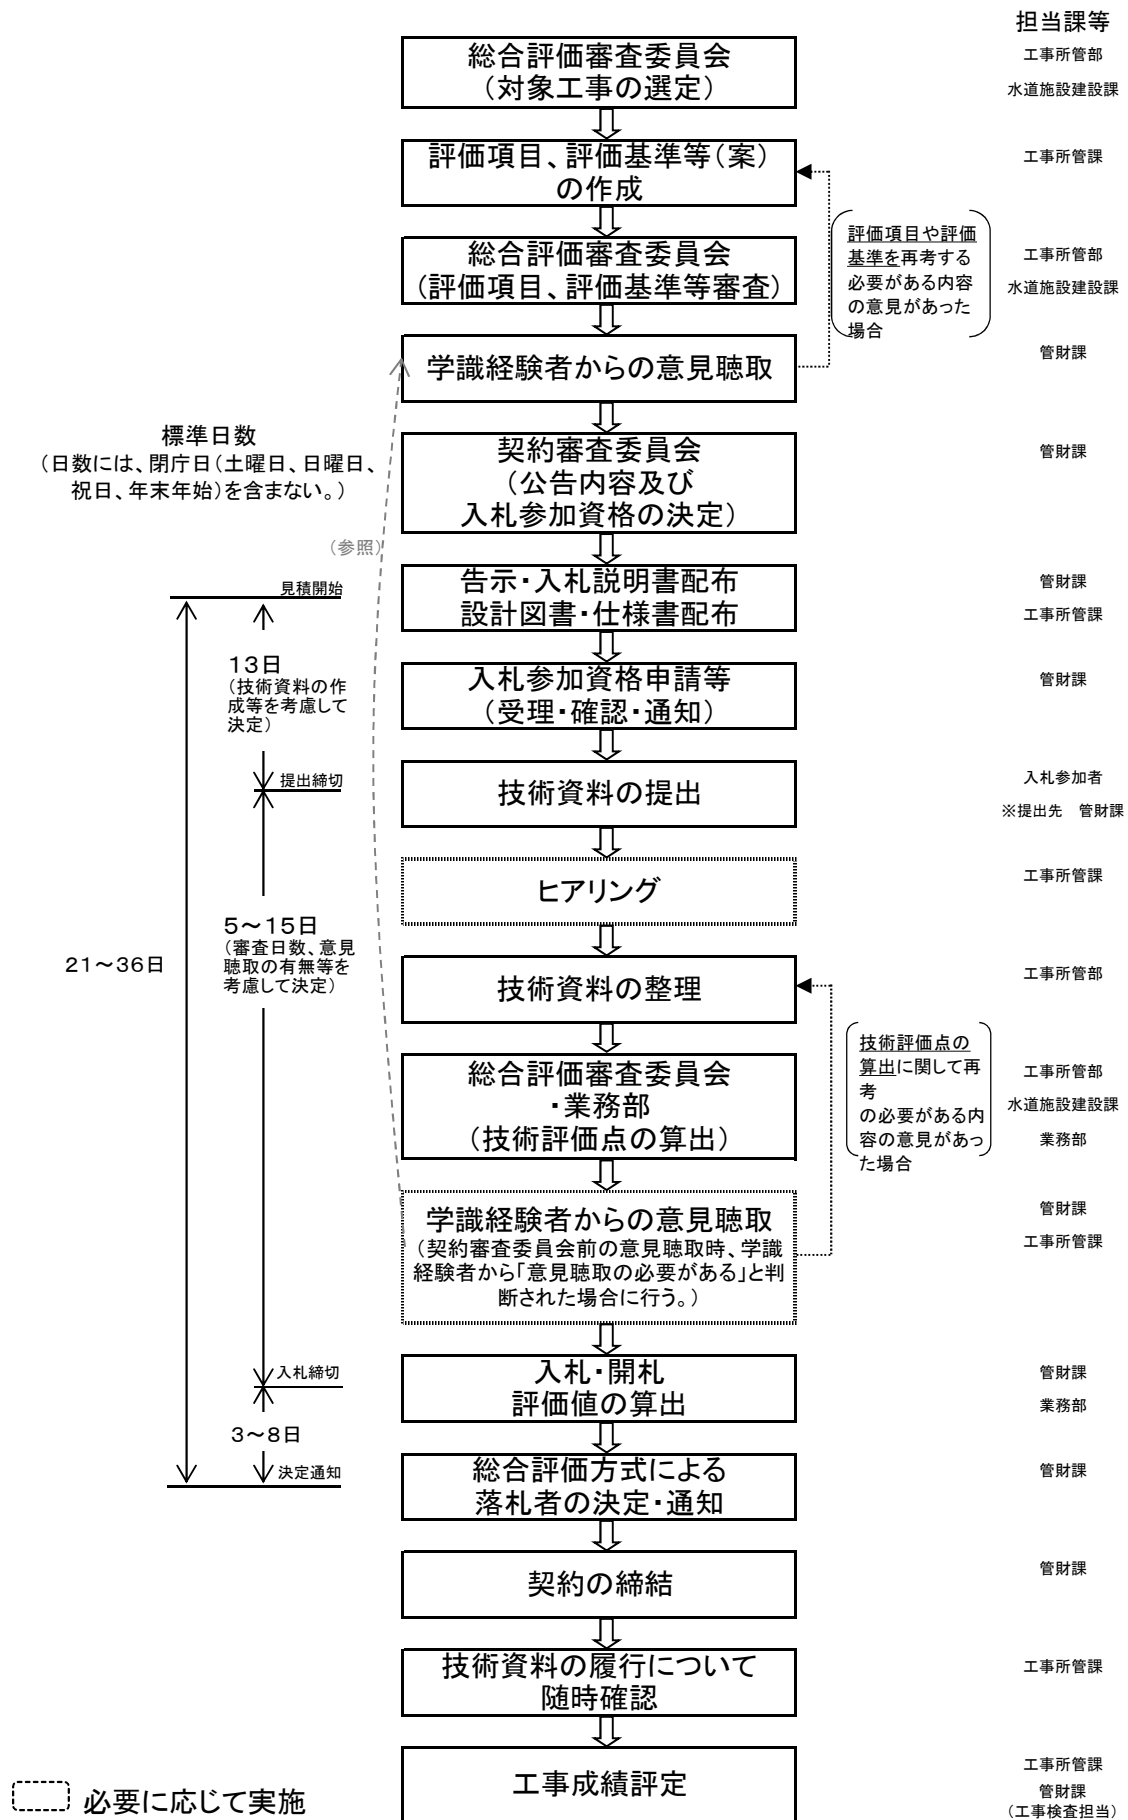 担当課等
総合評価審査委員会
（対象工事の選定）
工事所管部
水道施設建設課
評価項目、評価基準等（案）
の作成
工事所管課
総合評価審査委員会
（評価項目、評価基準等審査）
評価項目や評価
基準を再考する
必要がある内容
の意見があった
場合
工事所管部
水道施設建設課
学識経験者からの意見聴取
管財課
標準日数
（日数には、閉庁日（土曜日、日曜日、
祝日、年末年始）を含まない。）
契約審査委員会
（公告内容及び
入札参加資格の決定）
管財課
（参照）
見積開始
告示・入札説明書配布
設計図書・仕様書配布
管財課
工事所管課
13日
（技術資料の作
成等を考慮して
決定）
入札参加資格申請等
（受理・確認・通知）
管財課
提出締切
技術資料の提出
入札参加者
※提出先　管財課
ヒアリング
工事所管課
21～36日
5～15日
（審査日数、意見
聴取の有無等を
考慮して決定）
技術資料の整理
工事所管部
総合評価審査委員会
・業務部
（技術評価点の算出）
技術評価点の
算出に関して再
考
の必要がある内
容の意見があっ
た場合
工事所管部
水道施設建設課
業務部
学識経験者からの意見聴取
（契約審査委員会前の意見聴取時、学識
経験者から「意見聴取の必要がある」と判
断された場合に行う。）
管財課
工事所管課
入札締切
入札・開札
評価値の算出
管財課
業務部
3～8日
決定通知
総合評価方式による
落札者の決定・通知
管財課
契約の締結
管財課
技術資料の履行について
随時確認
工事所管課
工事成績評定
工事所管課
管財課
（工事検査担当）
必要に応じて実施